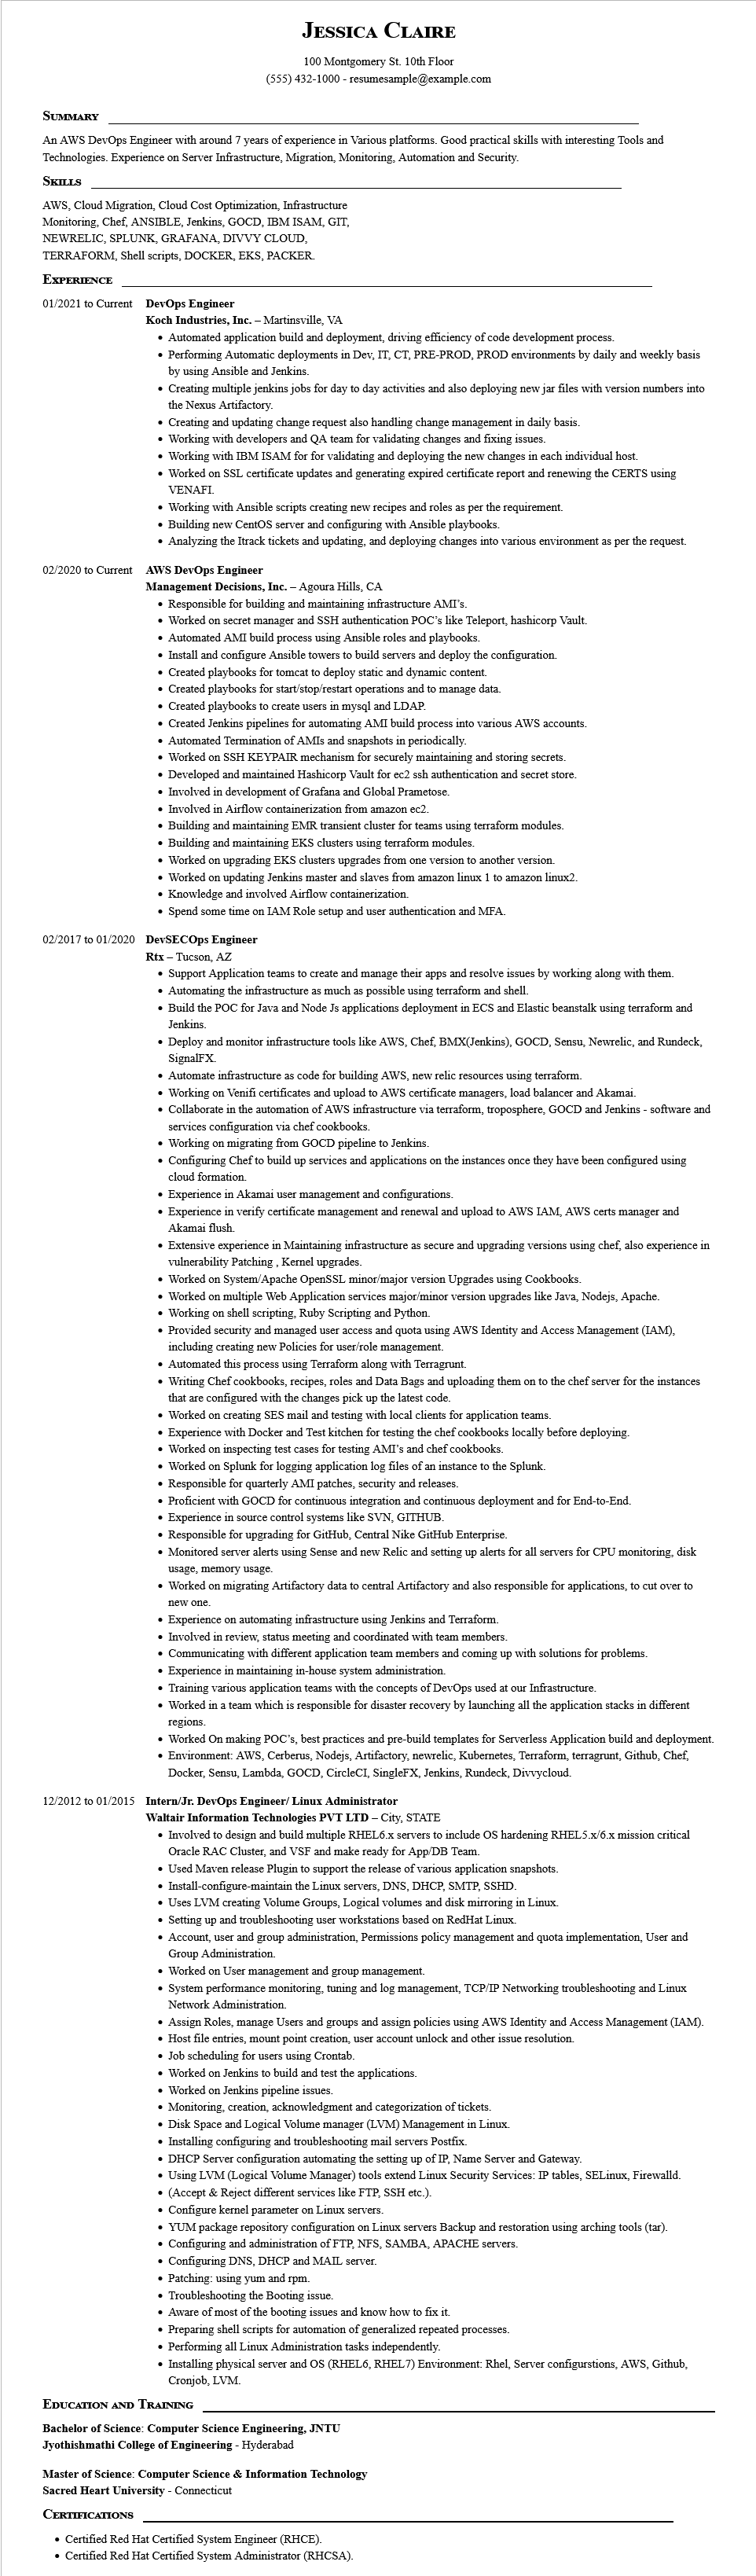 Jessica Claire
100 Montgomery St. 10th Floor
(555) 432-1000 - resumesample@example.com
Summary
An AWS DevOps Engineer with around 7 years of experience in Various platforms. Good practical skills with interesting Tools and
Technologies. Experience on Server Infrastructure, Migration, Monitoring, Automation and Security.
Skills
AWS, Cloud Migration, Cloud Cost Optimization, Infrastructure
Monitoring, Chef, ANSIBLE, Jenkins, GOCD, IBM ISAM, GIT,
NEWRELIC, SPLUNK, GRAFANA, DIVVY CLOUD,
TERRAFORM, Shell scripts, DOCKER, EKS, PACKER.
Experience
01/2021 to Current DevOps Engineer
Koch Industries, Inc. – Martinsville, VA
• Automated application build and deployment, driving efficiency of code development process.
• Performing Automatic deployments in Dev, IT, CT, PRE-PROD, PROD environments by daily and weekly basis
by using Ansible and Jenkins.
• Creating multiple jenkins jobs for day to day activities and also deploying new jar files with version numbers into
the Nexus Artifactory.
• Creating and updating change request also handling change management in daily basis.
• Working with developers and QA team for validating changes and fixing issues.
• Working with IBM ISAM for for validating and deploying the new changes in each individual host.
• Worked on SSL certificate updates and generating expired certificate report and renewing the CERTS using
VENAFI.
• Working with Ansible scripts creating new recipes and roles as per the requirement.
• Building new CentOS server and configuring with Ansible playbooks.
• Analyzing the Itrack tickets and updating, and deploying changes into various environment as per the request.
02/2020 to Current AWS DevOps Engineer
Management Decisions, Inc. – Agoura Hills, CA
• Responsible for building and maintaining infrastructure AMI's.
• Worked on secret manager and SSH authentication POC's like Teleport, hashicorp Vault.
• Automated AMI build process using Ansible roles and playbooks.
• Install and configure Ansible towers to build servers and deploy the configuration.
• Created playbooks for tomcat to deploy static and dynamic content.
• Created playbooks for start/stop/restart operations and to manage data.
• Created playbooks to create users in mysql and LDAP.
• Created Jenkins pipelines for automating AMI build process into various AWS accounts.
• Automated Termination of AMIs and snapshots in periodically.
• Worked on SSH KEYPAIR mechanism for securely maintaining and storing secrets.
• Developed and maintained Hashicorp Vault for ec2 ssh authentication and secret store.
• Involved in development of Grafana and Global Prametose.
• Involved in Airflow containerization from amazon ec2.
• Building and maintaining EMR transient cluster for teams using terraform modules.
• Building and maintaining EKS clusters using terraform modules.
• Worked on upgrading EKS clusters upgrades from one version to another version.
• Worked on updating Jenkins master and slaves from amazon linux 1 to amazon linux2.
• Knowledge and involved Airflow containerization.
• Spend some time on IAM Role setup and user authentication and MFA.
02/2017 to 01/2020 DevSECOps Engineer
Rtx – Tucson, AZ
• Support Application teams to create and manage their apps and resolve issues by working along with them.
• Automating the infrastructure as much as possible using terraform and shell.
• Build the POC for Java and Node Js applications deployment in ECS and Elastic beanstalk using terraform and
Jenkins.
• Deploy and monitor infrastructure tools like AWS, Chef, BMX(Jenkins), GOCD, Sensu, Newrelic, and Rundeck,
SignalFX.
• Automate infrastructure as code for building AWS, new relic resources using terraform.
• Working on Venifi certificates and upload to AWS certificate managers, load balancer and Akamai.
• Collaborate in the automation of AWS infrastructure via terraform, troposphere, GOCD and Jenkins - software and
services configuration via chef cookbooks.
• Working on migrating from GOCD pipeline to Jenkins.
• Configuring Chef to build up services and applications on the instances once they have been configured using
cloud formation.
• Experience in Akamai user management and configurations.
• Experience in verify certificate management and renewal and upload to AWS IAM, AWS certs manager and
Akamai flush.
• Extensive experience in Maintaining infrastructure as secure and upgrading versions using chef, also experience in
vulnerability Patching , Kernel upgrades.
• Worked on System/Apache OpenSSL minor/major version Upgrades using Cookbooks.
• Worked on multiple Web Application services major/minor version upgrades like Java, Nodejs, Apache.
• Working on shell scripting, Ruby Scripting and Python.
• Provided security and managed user access and quota using AWS Identity and Access Management (IAM),
including creating new Policies for user/role management.
• Automated this process using Terraform along with Terragrunt.
• Writing Chef cookbooks, recipes, roles and Data Bags and uploading them on to the chef server for the instances
that are configured with the changes pick up the latest code.
• Worked on creating SES mail and testing with local clients for application teams.
• Experience with Docker and Test kitchen for testing the chef cookbooks locally before deploying.
• Worked on inspecting test cases for testing AMI's and chef cookbooks.
• Worked on Splunk for logging application log files of an instance to the Splunk.
• Responsible for quarterly AMI patches, security and releases.
• Proficient with GOCD for continuous integration and continuous deployment and for End-to-End.
• Experience in source control systems like SVN, GITHUB.
• Responsible for upgrading for GitHub, Central Nike GitHub Enterprise.
• Monitored server alerts using Sense and new Relic and setting up alerts for all servers for CPU monitoring, disk
usage, memory usage.
• Worked on migrating Artifactory data to central Artifactory and also responsible for applications, to cut over to
new one.
• Experience on automating infrastructure using Jenkins and Terraform.
• Involved in review, status meeting and coordinated with team members.
• Communicating with different application team members and coming up with solutions for problems.
• Experience in maintaining in-house system administration.
• Training various application teams with the concepts of DevOps used at our Infrastructure.
• Worked in a team which is responsible for disaster recovery by launching all the application stacks in different
regions.
• Worked On making POC's, best practices and pre-build templates for Serverless Application build and deployment.
• Environment: AWS, Cerberus, Nodejs, Artifactory, newrelic, Kubernetes, Terraform, terragrunt, Github, Chef,
Docker, Sensu, Lambda, GOCD, CircleCI, SingleFX, Jenkins, Rundeck, Divvycloud.
12/2012 to 01/2015 Intern/Jr. DevOps Engineer/ Linux Administrator
Waltair Information Technologies PVT LTD – City, STATE
• Involved to design and build multiple RHEL6.x servers to include OS hardening RHEL5.x/6.x mission critical
Oracle RAC Cluster, and VSF and make ready for App/DB Team.
• Used Maven release Plugin to support the release of various application snapshots.
• Install-configure-maintain the Linux servers, DNS, DHCP, SMTP, SSHD.
• Uses LVM creating Volume Groups, Logical volumes and disk mirroring in Linux.
• Setting up and troubleshooting user workstations based on RedHat Linux.
• Account, user and group administration, Permissions policy management and quota implementation, User and
Group Administration.
• Worked on User management and group management.
• System performance monitoring, tuning and log management, TCP/IP Networking troubleshooting and Linux
Network Administration.
• Assign Roles, manage Users and groups and assign policies using AWS Identity and Access Management (IAM).
• Host file entries, mount point creation, user account unlock and other issue resolution.
• Job scheduling for users using Crontab.
• Worked on Jenkins to build and test the applications.
• Worked on Jenkins pipeline issues.
• Monitoring, creation, acknowledgment and categorization of tickets.
• Disk Space and Logical Volume manager (LVM) Management in Linux.
• Installing configuring and troubleshooting mail servers Postfix.
• DHCP Server configuration automating the setting up of IP, Name Server and Gateway.
• Using LVM (Logical Volume Manager) tools extend Linux Security Services: IP tables, SELinux, Firewalld.
• (Accept & Reject different services like FTP, SSH etc.).
• Configure kernel parameter on Linux servers.
• YUM package repository configuration on Linux servers Backup and restoration using arching tools (tar).
• Configuring and administration of FTP, NFS, SAMBA, APACHE servers.
• Configuring DNS, DHCP and MAIL server.
• Patching: using yum and rpm.
• Troubleshooting the Booting issue.
• Aware of most of the booting issues and know how to fix it.
• Preparing shell scripts for automation of generalized repeated processes.
• Performing all Linux Administration tasks independently.
• Installing physical server and OS (RHEL6, RHEL7) Environment: Rhel, Server configurstions, AWS, Github,
Cronjob, LVM.
Education and Training
Bachelor of Science: Computer Science Engineering, JNTU
Jyothishmathi College of Engineering - Hyderabad
Master of Science: Computer Science & Information Technology
Sacred Heart University - Connecticut
Certifications
• Certified Red Hat Certified System Engineer (RHCE).
• Certified Red Hat Certified System Administrator (RHCSA).